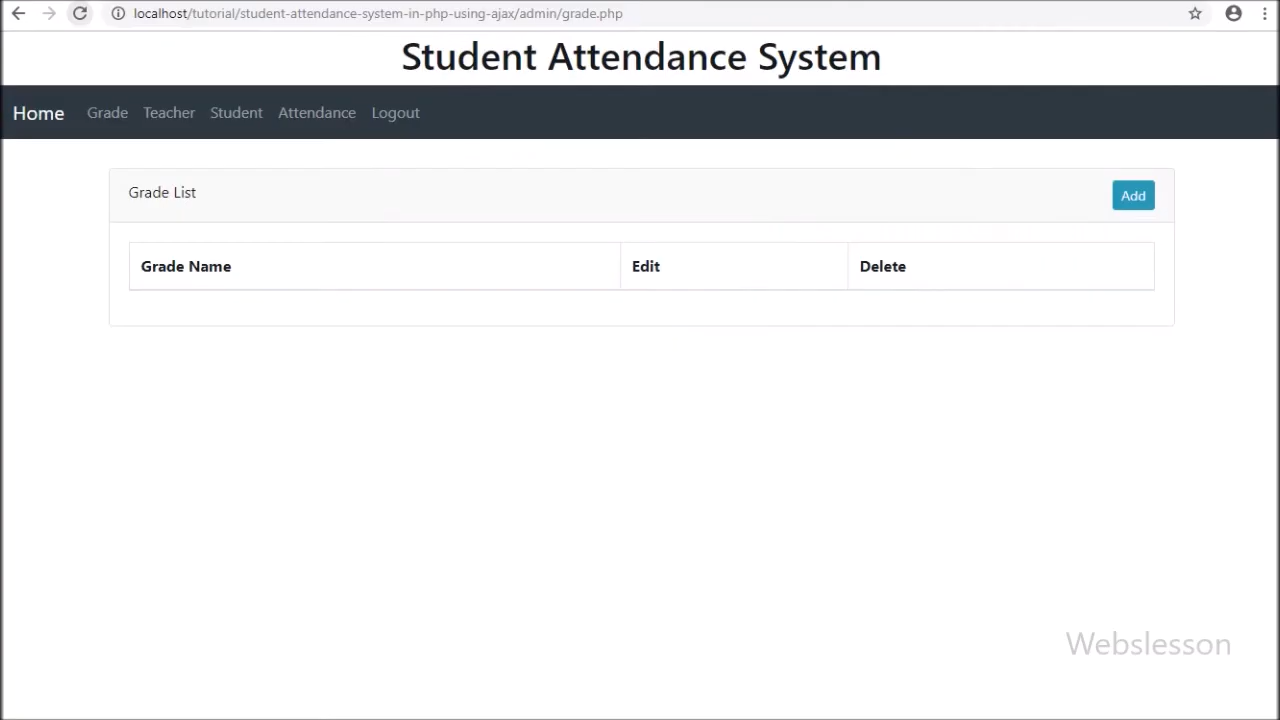 localhost/tutorial/student-attendance-system-in-php-using-ajax/admin/grade.php
Student Attendance System
Home Grade Teacher Student Attendance Logout
Grade List Add
Grade Name Edit Delete
Webslesson